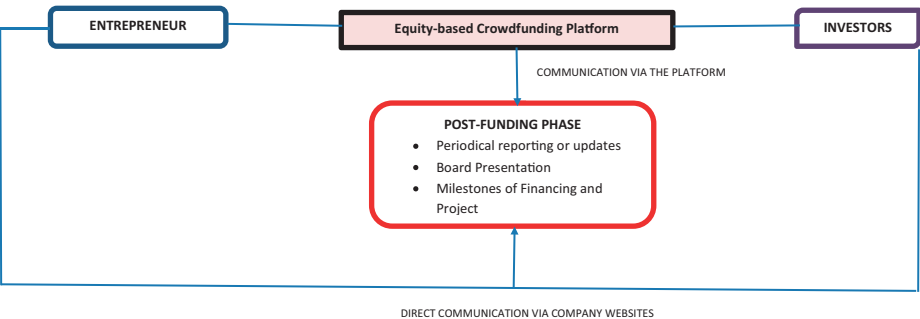 ENTREPRENEUR
Equity-based Crowdfunding Platform
INVESTORS
COMMUNICATION VIA THE PLATFORM
POST-FUNDING PHASE
• Periodical reporting or updates
• Board Presentation
• Milestones of Financing and
Project
DIRECT COMMUNICATION VIA COMPANY WEBSITES